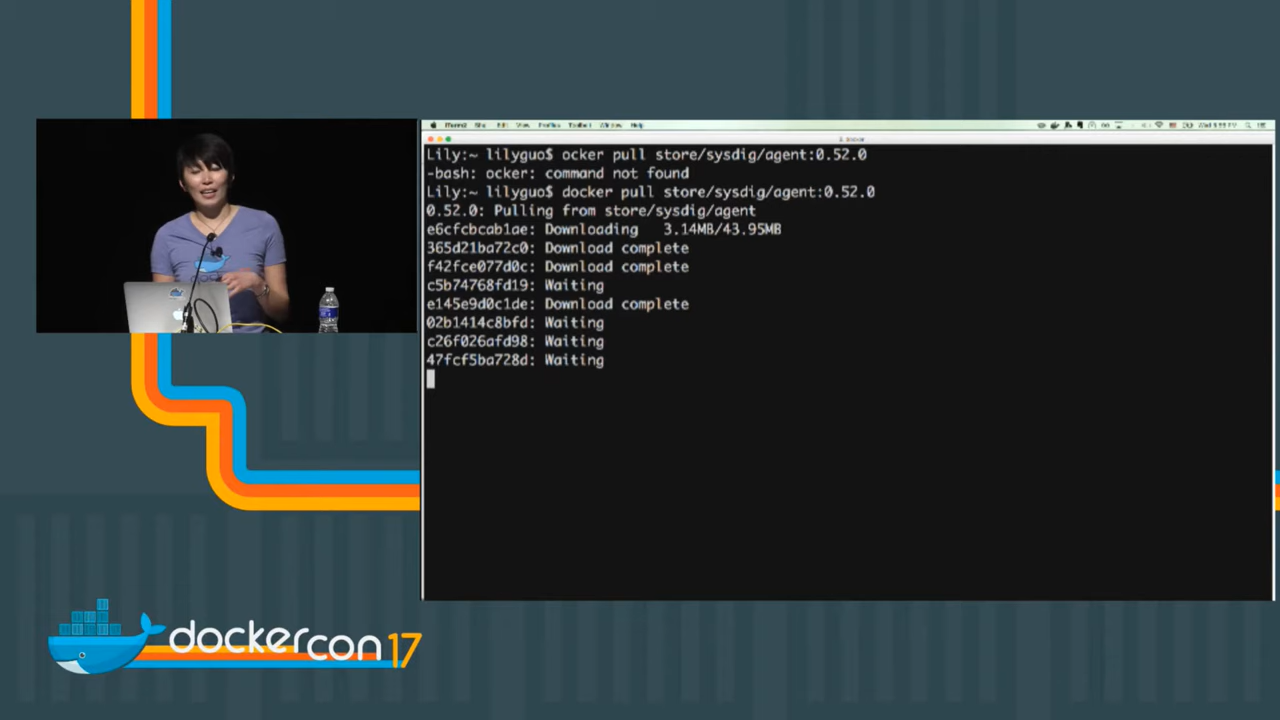 Lily:~ lilyguo$ ocker pull store/sysdig/agent:0.52.0
-bash: ocker: command not found
Lily:~ lilyguo$ docker pull store/sysdig/agent:0.52.0
0.52.0: Pulling from store/sysdig/agent
e6cfcbcab1ae: Downloading   3.14MB/43.95MB
365d21ba72c0: Download complete
f42fce077d0c: Download complete
c5b74768fd19: Waiting
e145e9d0c1de: Download complete
02b1414c8bfd: Waiting
c26f026afd98: Waiting
47fcf5ba728d: Waiting
dockercon 17